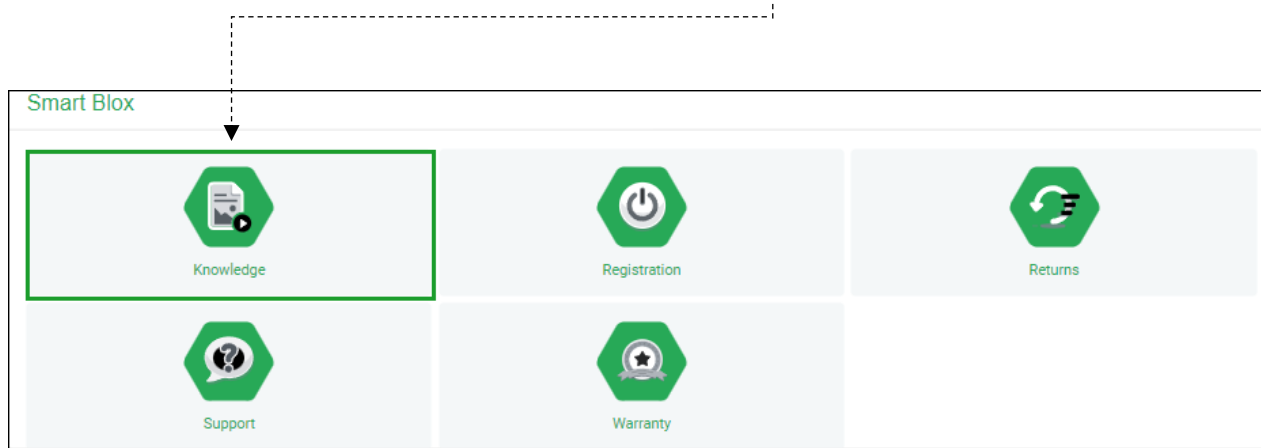 Smart Blox
Knowledge
Registration
Returns
Support
Warranty